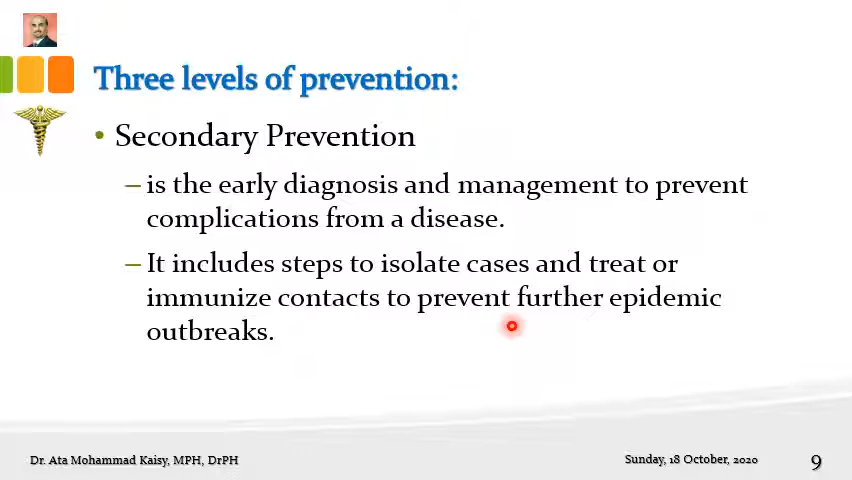 Three levels of prevention:
• Secondary Prevention
– is the early diagnosis and management to prevent
complications from a disease.
– It includes steps to isolate cases and treat or
immunize contacts to prevent further epidemic
outbreaks.
Dr. Ata Mohammad Kaisy, MPH, DrPH
Sunday, 18 October, 2020
9